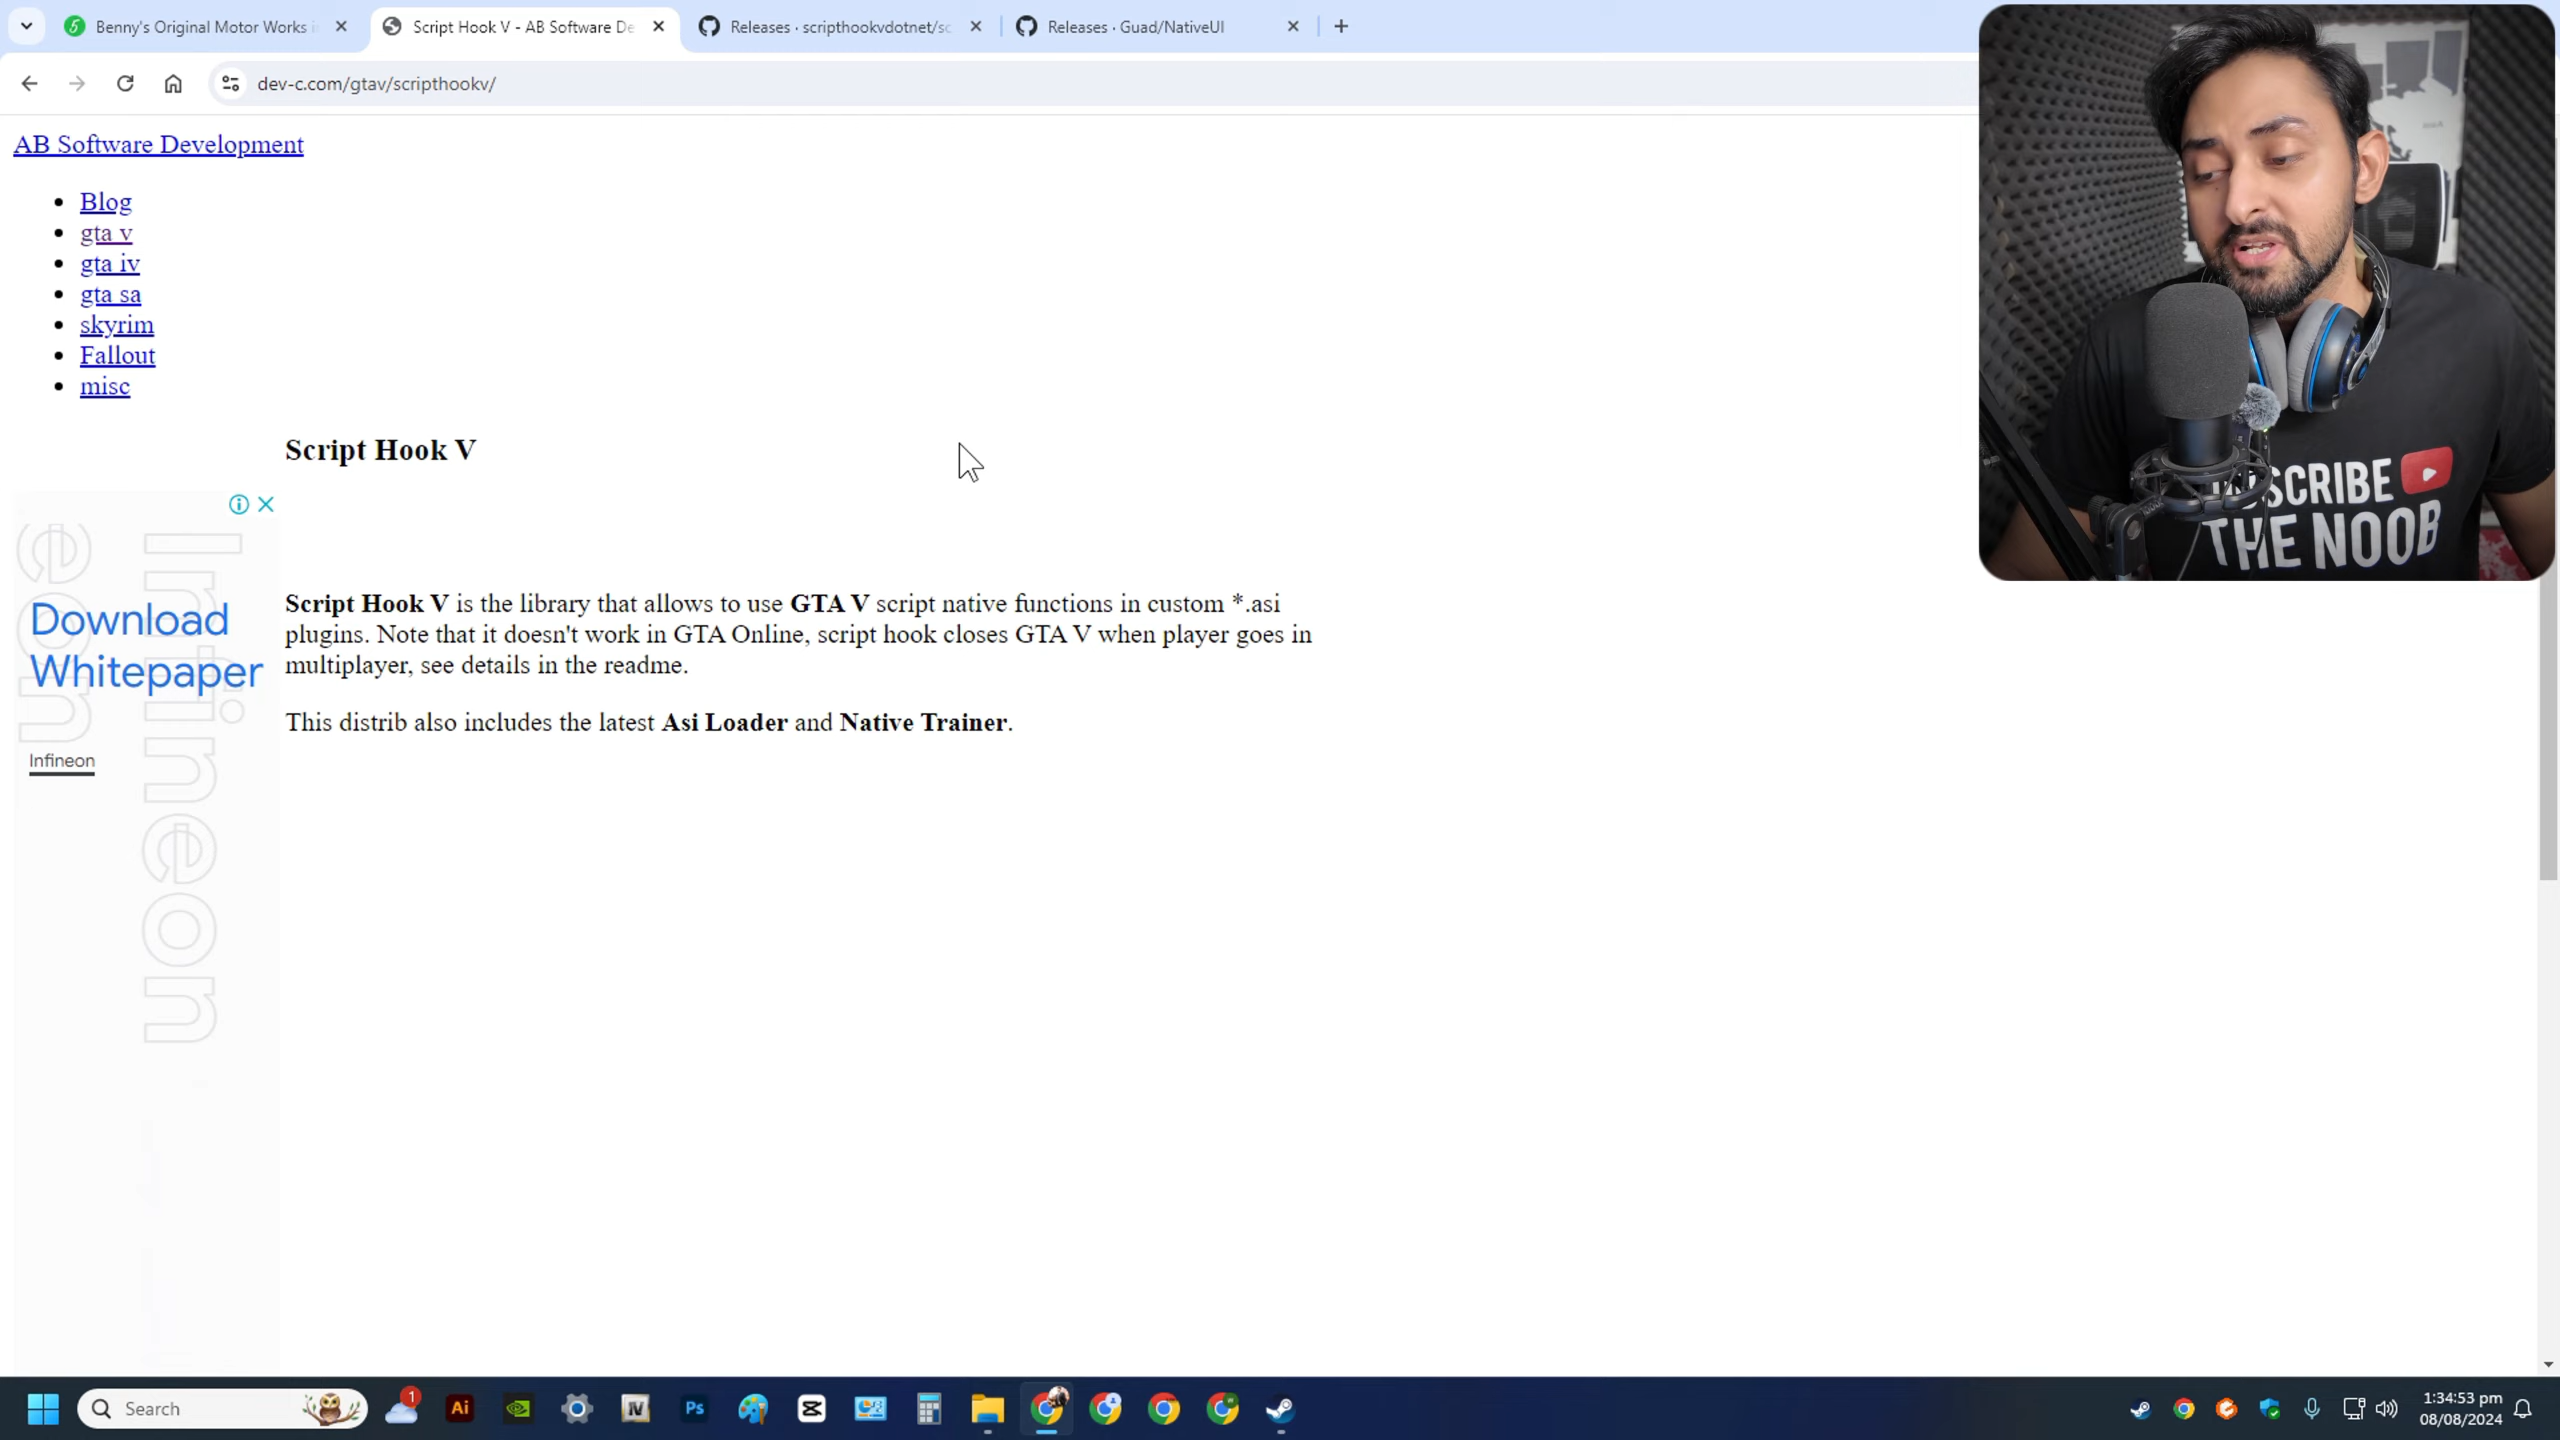 Benny's Original Motor Works i
Script Hook V - AB Software De
Releases · scripthookvdotnet/sc
Releases · Guad/NativeUI
dev-c.com/gtav/scripthookv/
AB Software Development
Blog
gta v
gta iv
gta sa
skyrim
Fallout
misc
Script Hook V
Script Hook V is the library that allows to use GTA V script native functions in custom *.asi
plugins. Note that it doesn't work in GTA Online, script hook closes GTA V when player goes in
multiplayer, see details in the readme.
This distrib also includes the latest Asi Loader and Native Trainer.
Infineon
Download
Whitepaper
Infineon
SCRIBE
THE NOOB
Search
1
Ai
IV
Ps
1:34:53 pm
08/08/2024